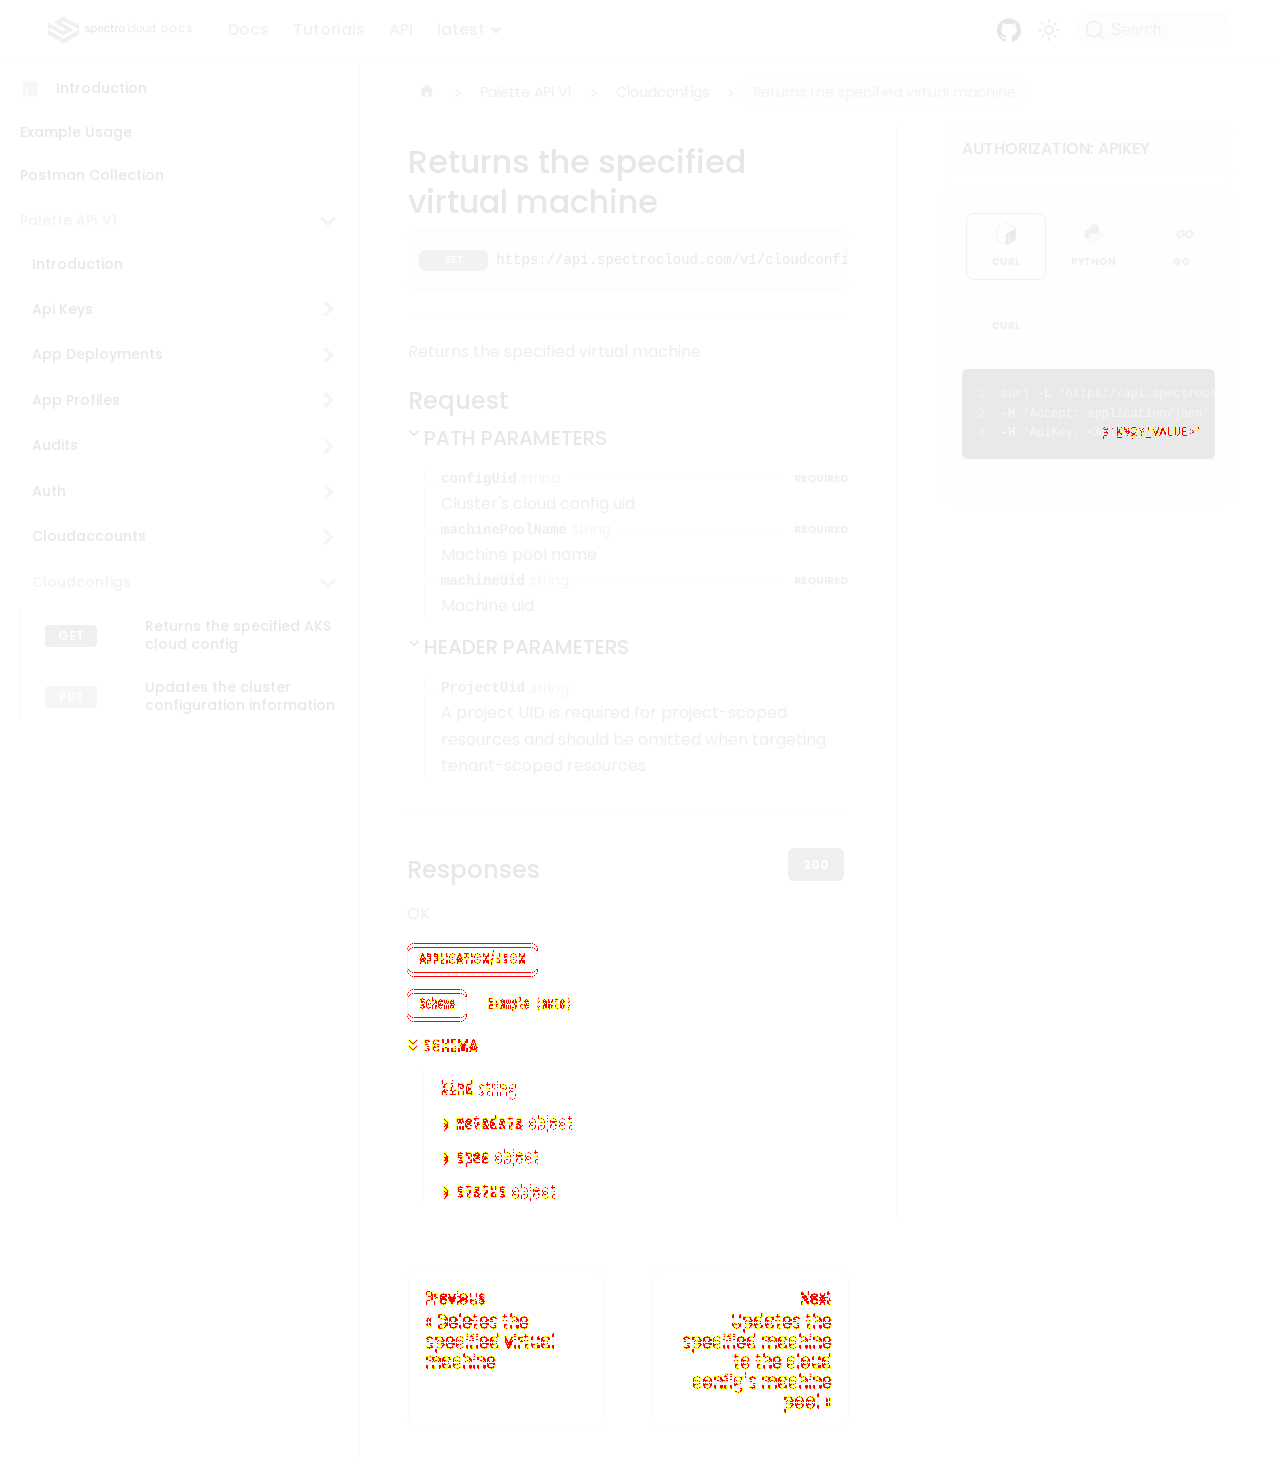 spectro cloud DOCS
Docs
Tutorials
API
latest
Search
Introduction
Example Usage
Postman Collection
Palette API V1
Introduction
Api Keys
App Deployments
App Profiles
Audits
Auth
Cloudaccounts
Cloudconfigs
GET
Returns the specified AKS
cloud config
PUT
Updates the cluster
configuration information
Palette API V1
Cloudconfigs
Returns the specified virtual machine
Returns the specified
virtual machine
GET https://api.spectrocloud.com/v1/cloudconfi
Returns the specified virtual machine
Request
PATH PARAMETERS
configUid string REQUIRED
Cluster's cloud config uid
machinePoolName string REQUIRED
Machine pool name
machineUid string REQUIRED
Machine uid
HEADER PARAMETERS
ProjectUid string
A project UID is required for project-scoped
resources and should be omitted when targeting
tenant-scoped resources
Responses
200
OK
APPLICATION/JSON
Schema
Example (auto)
SCHEMA
kind string
metadata object
spec object
status object
Previous
« Deletes the
specified virtual
machine
Next
Updates the
specified machine
to the cloud
config's machine
pool »
AUTHORIZATION: APIKEY
CURL
PYTHON
GO
GO
CURL
1 curl -L 'https://api.spectrocl
2 -H 'Accept: application/json'
3 -H 'ApiKey: <API_KEY_VALUE>'